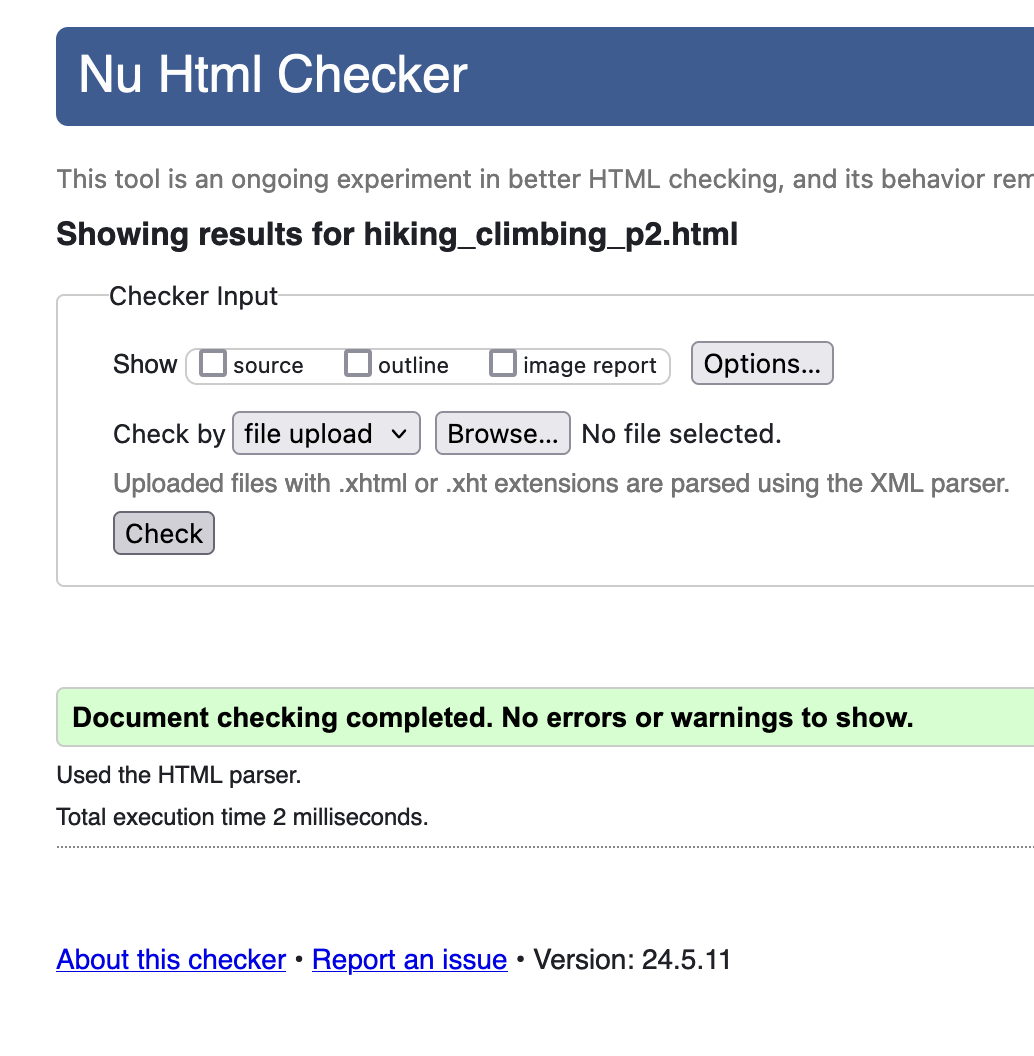 Nu Html Checker
This tool is an ongoing experiment in better HTML checking, and its behavior
Showing results for hiking_climbing_p2.html
Checker Input
Show source outline image report Options...
Check by file upload Browse... No file selected.
Uploaded files with .xhtml or .xht extensions are parsed using the XML parser.
Check
Document checking completed. No errors or warnings to show.
Used the HTML parser.
Total execution time 2 milliseconds.
About this checker • Report an issue • Version: 24.5.11